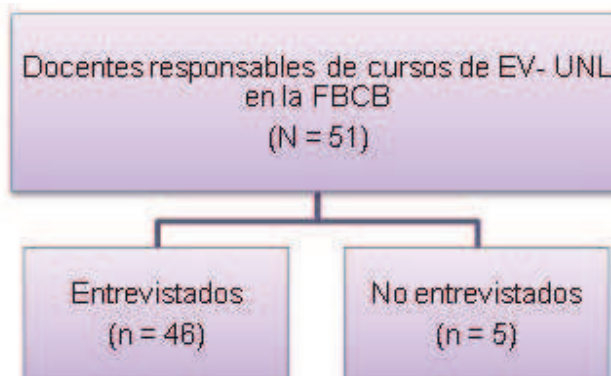 Docentes responsables de cursos de EV- UNL
en la FBCB
(N = 51)
Entrevistados
(n = 46)
No entrevistados
(n = 5)